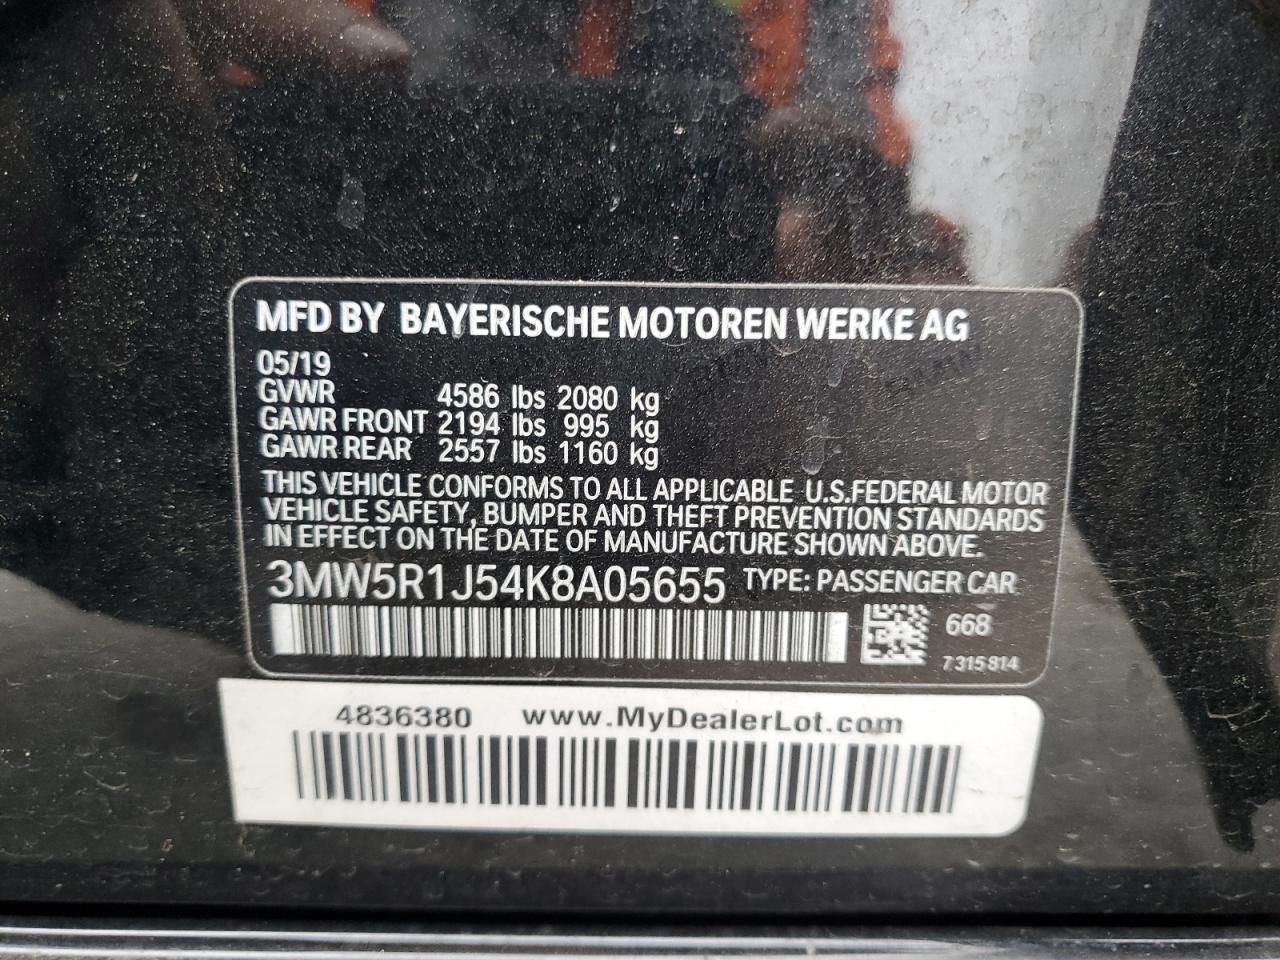 MFD BY BAYERISCHE MOTOREN WERKE AG
05/19
GVWR 4586 lbs 2080 kg
GAWR FRONT 2194 lbs 995 kg
GAWR REAR 2557 lbs 1160 kg
THIS VEHICLE CONFORMS TO ALL APPLICABLE U.S.FEDERAL MOTOR
VEHICLE SAFETY, BUMPER AND THEFT PREVENTION STANDARDS
IN EFFECT ON THE DATE OF MANUFACTURE SHOWN ABOVE.
3MW5R1J54K8A05655 TYPE: PASSENGER CAR
668
7315814
4836380 www.MyDealerLot.com